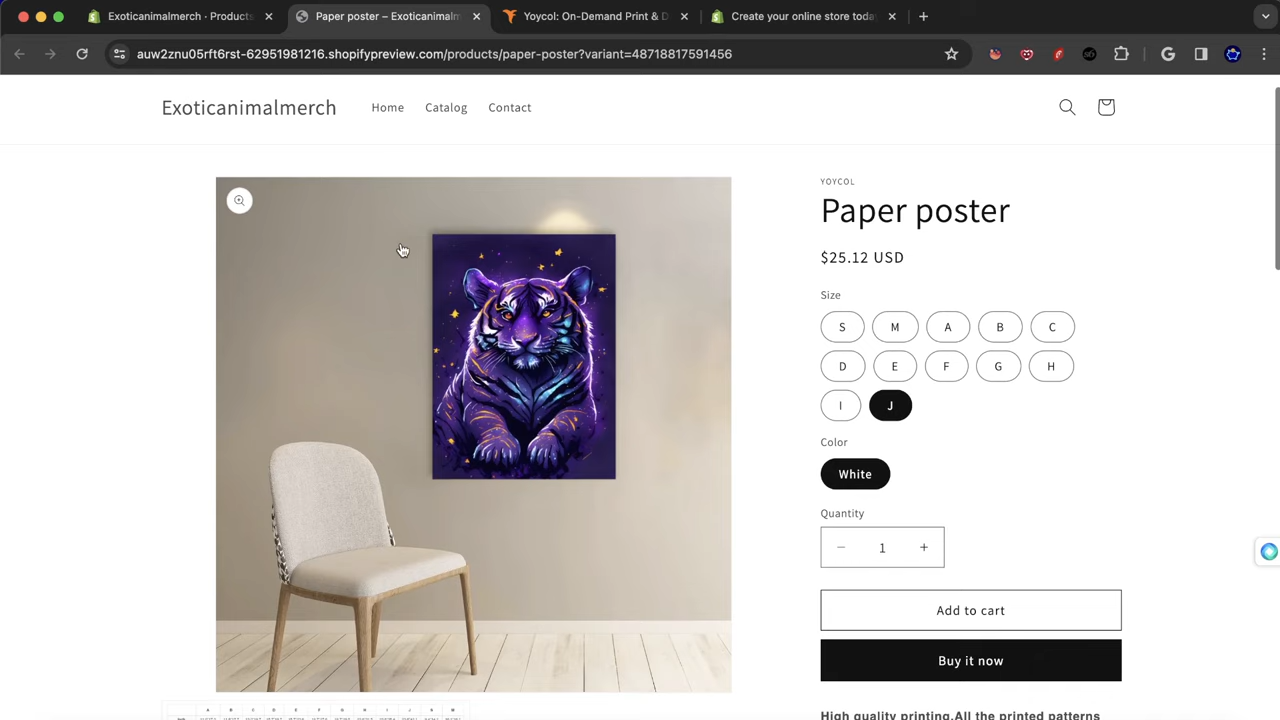 Exoticanimalmerch · Products
Paper poster – Exoticanimalm
Yoycol: On-Demand Print & D
Create your online store toda
auw2znu05rft6rst-62951981216.shopifypreview.com/products/paper-poster?variant=48718817591456
Exoticanimalmerch
Home
Catalog
Contact
YOYCOL
Paper poster
$25.12 USD
Size
S M A B C
D E F G H
I J
Color
White
Quantity
1
Add to cart
Buy it now
High quality printing.All the printed patterns